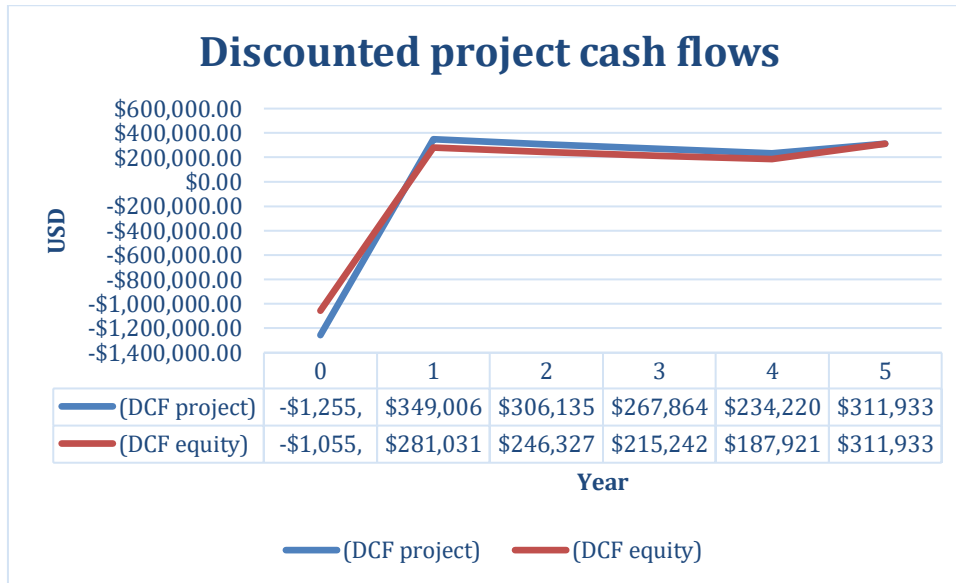 Discounted project cash flows
$600,000.00
$400,000.00
$200,000.00
$0.00
-$200,000.00
-$400,000.00
-$600,000.00
-$800,000.00
-$1,000,000.00
-$1,200,000.00
-$1,400,000.00
USD
0 1 2 3 4 5
(DCF project) -$1,255, $349,006 $306,135 $267,864 $234,220 $311,933
(DCF equity) -$1,055, $281,031 $246,327 $215,242 $187,921 $311,933
Year
(DCF project) (DCF equity)